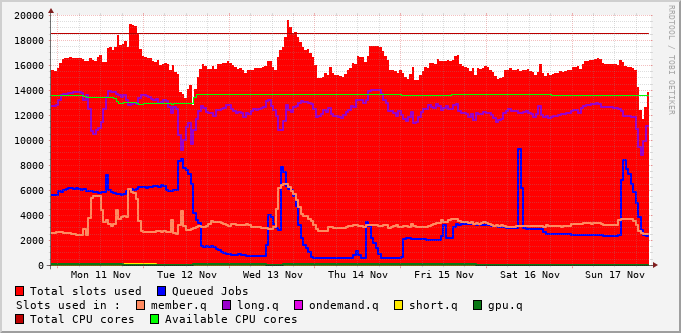 20000
18000
16000
14000
12000
10000
8000
6000
4000
2000
0
Mon 11 Nov Tue 12 Nov Wed 13 Nov Thu 14 Nov Fri 15 Nov Sat 16 Nov Sun 17 Nov
RRDTOOL / TOBI OETIKER
Total slots used Queued Jobs
Slots used in : member.q long.q ondemand.q short.q gpu.q
Total CPU cores Available CPU cores